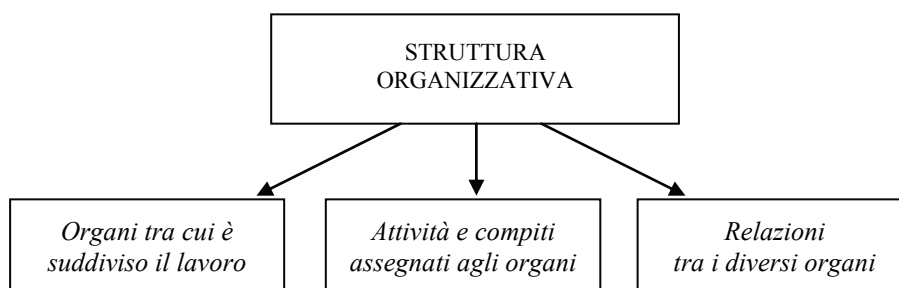 STRUTTURA
ORGANIZZATIVA
Organi tra cui è
suddiviso il lavoro
Attività e compiti
assegnati agli organi
Relazioni
tra i diversi organi